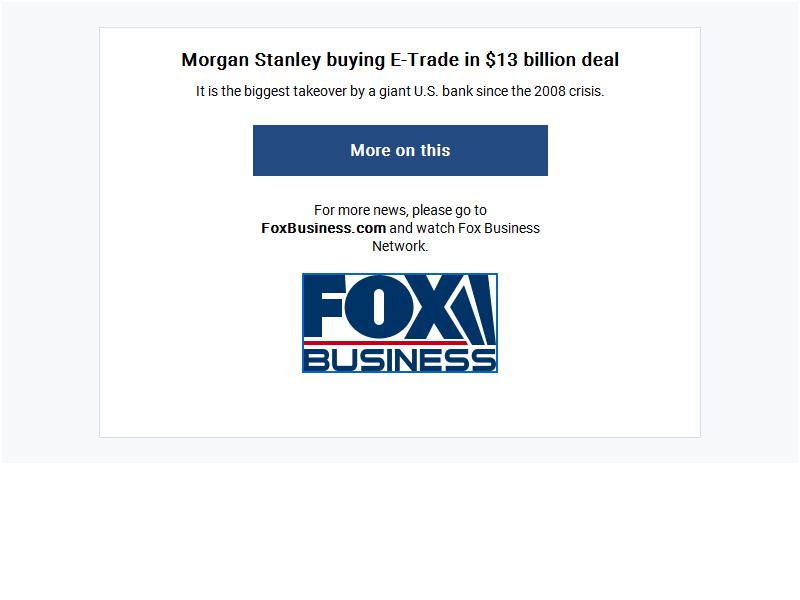 Morgan Stanley buying E-Trade in $13 billion deal
It is the biggest takeover by a giant U.S. bank since the 2008 crisis.
More on this
For more news, please go to
FoxBusiness.com and watch Fox Business
Network.
FOX
BUSINESS